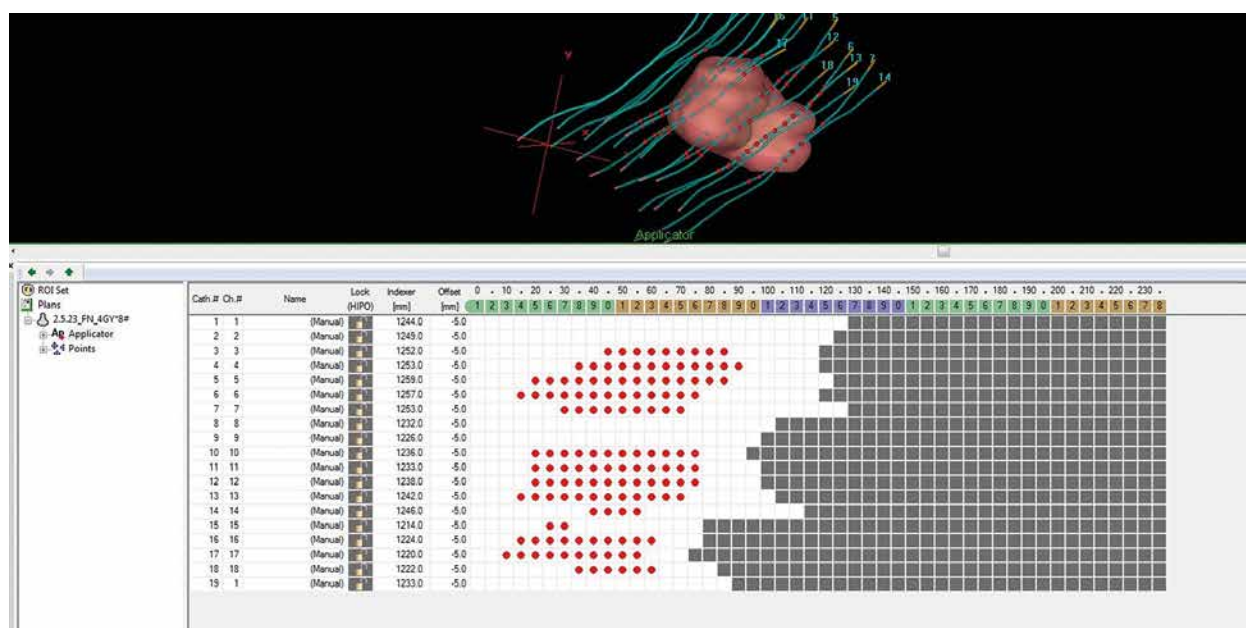 16 11 5
17 12 6
18 13 7
19 14
Y
X
Applicator
ROI Set
Plans
2.5.23_FN_4GY*8#
Applicator
Points
Cath.# Ch.# Name Lock (HIPO) Indexer [mm] Offset [mm] 0 . 10 . 20 . 30 . 40 . 50 . 60 . 70 . 80 . 90 . 100 . 110 . 120 . 130 . 140 . 150 . 160 . 170 . 180 . 190 . 200 . 210 . 220 . 230 .
1 2 3 4 5 6 7 8 9 0 1 2 3 4 5 6 7 8 9 0 1 2 3 4 5 6 7 8 9 0 1 2 3 4 5 6 7 8 9 0 1 2 3 4 5 6 7 8
1 1 (Manual) 1244.0 -5.0
2 2 (Manual) 1249.0 -5.0
3 3 (Manual) 1252.0 -5.0
4 4 (Manual) 1253.0 -5.0
5 5 (Manual) 1259.0 -5.0
6 6 (Manual) 1257.0 -5.0
7 7 (Manual) 1253.0 -5.0
8 8 (Manual) 1232.0 -5.0
9 9 (Manual) 1226.0 -5.0
10 10 (Manual) 1236.0 -5.0
11 11 (Manual) 1233.0 -5.0
12 12 (Manual) 1238.0 -5.0
13 13 (Manual) 1242.0 -5.0
14 14 (Manual) 1246.0 -5.0
15 15 (Manual) 1214.0 -5.0
16 16 (Manual) 1224.0 -5.0
17 17 (Manual) 1220.0 -5.0
18 18 (Manual) 1222.0 -5.0
19 1 (Manual) 1233.0 -5.0